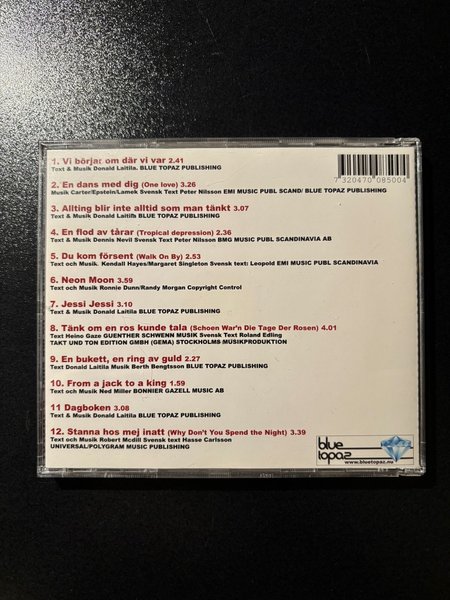 1. Vi börjar om där vi var 2.41
Text & Musik Donald Laitila. BLUE TOPAZ PUBLISHING
7 320470 085004
2. En dans med dig (One love) 3.26
Musik Carter/Epstein/Lamek Svensk Text Peter Nilsson EMI MUSIC PUBL SCAND/ BLUE TOPAZ PUBLISHING
3. Allting blir inte alltid som man tänkt 3.07
Text & Musik Donald Laitila BLUE TOPAZ PUBLISHING
4. En flod av tårar (Tropical depression) 2.36
Text & Musik Dennis Nevil Svensk Text Peter Nilsson BMG MUSIC PUBL SCANDINAVIA AB
5. Du kom försent (Walk On By) 2.53
Text och Musik. Kendall Hayes/Margaret Singleton Svensk text: Leopold EMI MUSIC PUBL SCANDINAVIA
6. Neon Moon 3.59
Text och Musik Ronnie Dunn/Randy Morgan Copyright Control
7. Jessi Jessi 3.10
Text & Musik Donald Laitila BLUE TOPAZ PUBLISHING
8. Tänk om en ros kunde tala (Schoen War'n Die Tage Der Rosen) 4.01
Text Heino Gaze GUENTHER SCHWENN MUSIK Svensk Text Roland Edling
TAKT UND TON EDITION GMBH (GEMA) STOCKHOLMS MUSIKPRODUKTION
9. En bukett, en ring av guld 2.27
Text Donald Laitila Musik Berth Bengtsson BLUE TOPAZ PUBLISHING
10. From a jack to a king 1.59
Text och Musik Ned Miller BONNIER GAZELL MUSIC AB
11 Dagboken 3.08
Text & Musik Donald Laitila BLUE TOPAZ PUBLISHING
12. Stanna hos mej inatt (Why Don't You Spend the Night) 3.39
Text och Musik Robert Mcdill Svensk text Hasse Carlsson
UNIVERSAL/POLYGRAM MUSIC PUBLISHING
blue
topaz
www.bluetopaz.nu